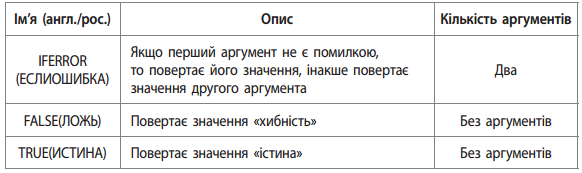 Ім'я (англ./рос.) Опис Кількість аргументів
IFERROR (ЕСЛИОШИБКА) Якщо перший аргумент не є помилкою,
то повертає його значення, інакше повертає
значення другого аргумента Два
FALSE(ЛОЖЬ) Повертає значення «хибність» Без аргументів
TRUE(ИСТИНА) Повертає значення «істина» Без аргументів